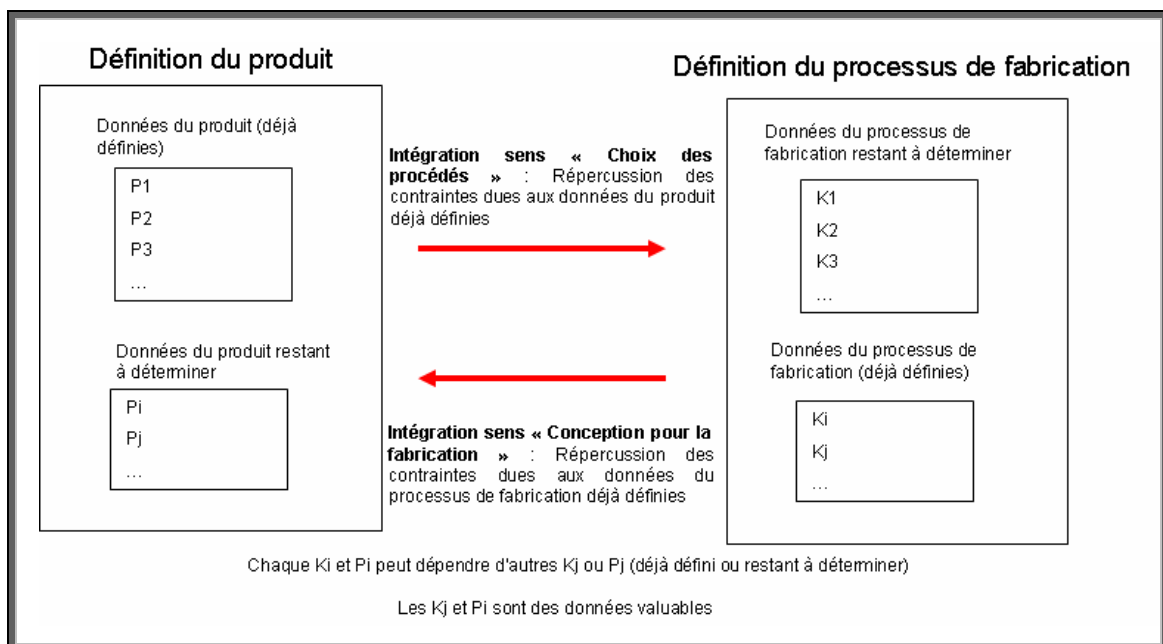 Définition du produit
Données du produit (déjà
définies)
P1
P2
P3
...
Données du produit restant
à déterminer
Pi
Pj
...
Intégration sens « Choix des
procédés » : Répercussion des
contraintes dues aux données du produit
déjà définies
Intégration sens « Conception pour la
fabrication » : Répercussion des
contraintes dues aux données du
processus de fabrication déjà définies
Définition du processus de fabrication
Données du processus de
fabrication restant à déterminer
K1
K2
K3
...
Données du processus de
fabrication (déjà définies)
Ki
Kj
...
Chaque Ki et Pi peut dépendre d'autres Kj ou Pj (déjà défini ou restant à déterminer)
Les Kj et Pi sont des données valuables